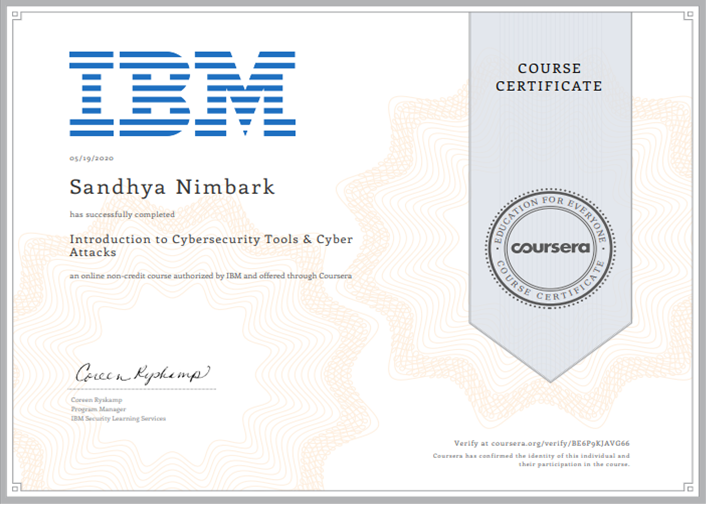 IBM
05/19/2020
Sandhya Nimbark
has successfully completed
Introduction to Cybersecurity Tools & Cyber
Attacks
an online non-credit course authorized by IBM and offered through Coursera
Coreen Ryskamp
Coreen Ryskamp
Program Manager
IBM Security Learning Services
COURSE
CERTIFICATE
EDUCATION FOR EVERYONE
coursera
COURSE CERTIFICATE
Verify at coursera.org/verify/BE6P9KJAVG66
Coursera has confirmed the identity of this individual and
their participation in the course.